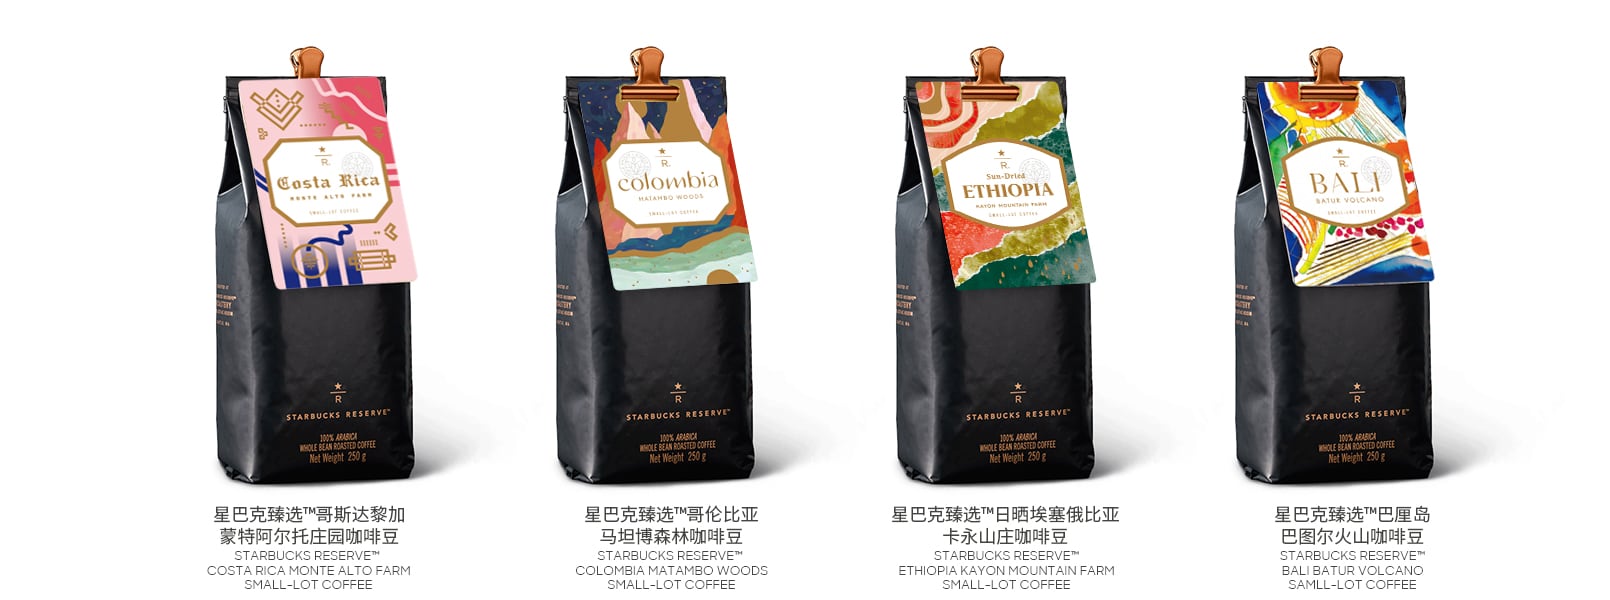 R.
Costa Rica
MONTE ALTO FARM
SMALL-LOT COFFEE
R
STARBUCKS RESERVE™
100% ARABICA
WHOLE BEAN ROASTED COFFEE
Net Weight 250 g
星巴克臻选™哥斯达黎加
蒙特阿尔托庄园咖啡豆
STARBUCKS RESERVE™
COSTA RICA MONTE ALTO FARM
SMALL-LOT COFFEE
R.
colombia
MATAMBO WOODS
SMALL-LOT COFFEA
R
STARBUCKS RESERVE™
100% ARABICA
WHOLE BEAN ROASTED COFFEE
Net Weight 250 g
星巴克臻选™哥伦比亚
马坦博森林咖啡豆
STARBUCKS RESERVE™
COLOMBIA MATAMBO WOODS
SMALL-LOT COFFEE
R.
Sun-Dried
ETHIOPIA
KAYON MOUNTAIN FARM
SMALL-LOT COFFEE
R
STARBUCKS RESERVE™
100% ARABICA
WHOLE BEAN ROASTED COFFEE
Net Weight 250 g
星巴克臻选™日晒埃塞俄比亚
卡永山庄咖啡豆
STARBUCKS RESERVE™
ETHIOPIA KAYON MOUNTAIN FARM
SMALL-LOT COFFEE
R.
BALI
BATUR VOLCANO
SMALL-LOT COFFEE
R
STARBUCKS RESERVE™
100% ARABICA
WHOLE BEAN ROASTED COFFEE
Net Weight 250 g
星巴克臻选™巴厘岛
巴图尔火山咖啡豆
STARBUCKS RESERVE™
BALI BATUR VOLCANO
SAMLL-LOT COFFEE